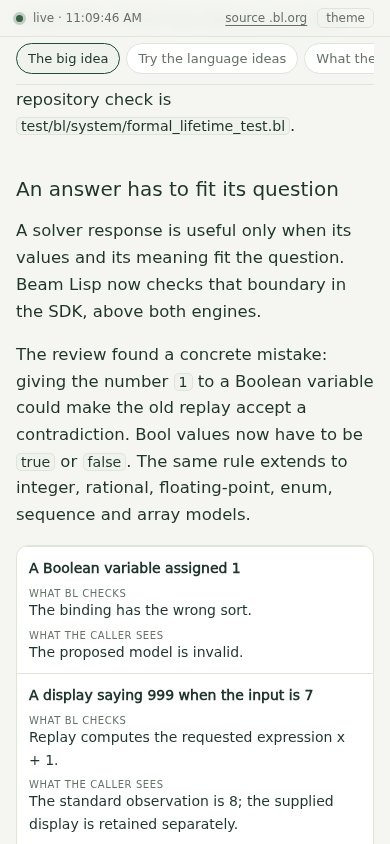 live · 11:09:46 AM
source .bl.org
theme
The big idea
Try the language ideas
What the
repository check is
test/bl/system/formal_lifetime_test.bl.
An answer has to fit its question
A solver response is useful only when its
values and its meaning fit the question.
Beam Lisp now checks that boundary in
the SDK, above both engines.
The review found a concrete mistake:
giving the number 1 to a Boolean variable
could make the old replay accept a
contradiction. Bool values now have to be
true or false. The same rule extends to
integer, rational, floating-point, enum,
sequence and array models.
A Boolean variable assigned 1
WHAT BL CHECKS
The binding has the wrong sort.
WHAT THE CALLER SEES
The proposed model is invalid.
A display saying 999 when the input is 7
WHAT BL CHECKS
Replay computes the requested expression x
+ 1.
WHAT THE CALLER SEES
The standard observation is 8; the supplied
display is retained separately.